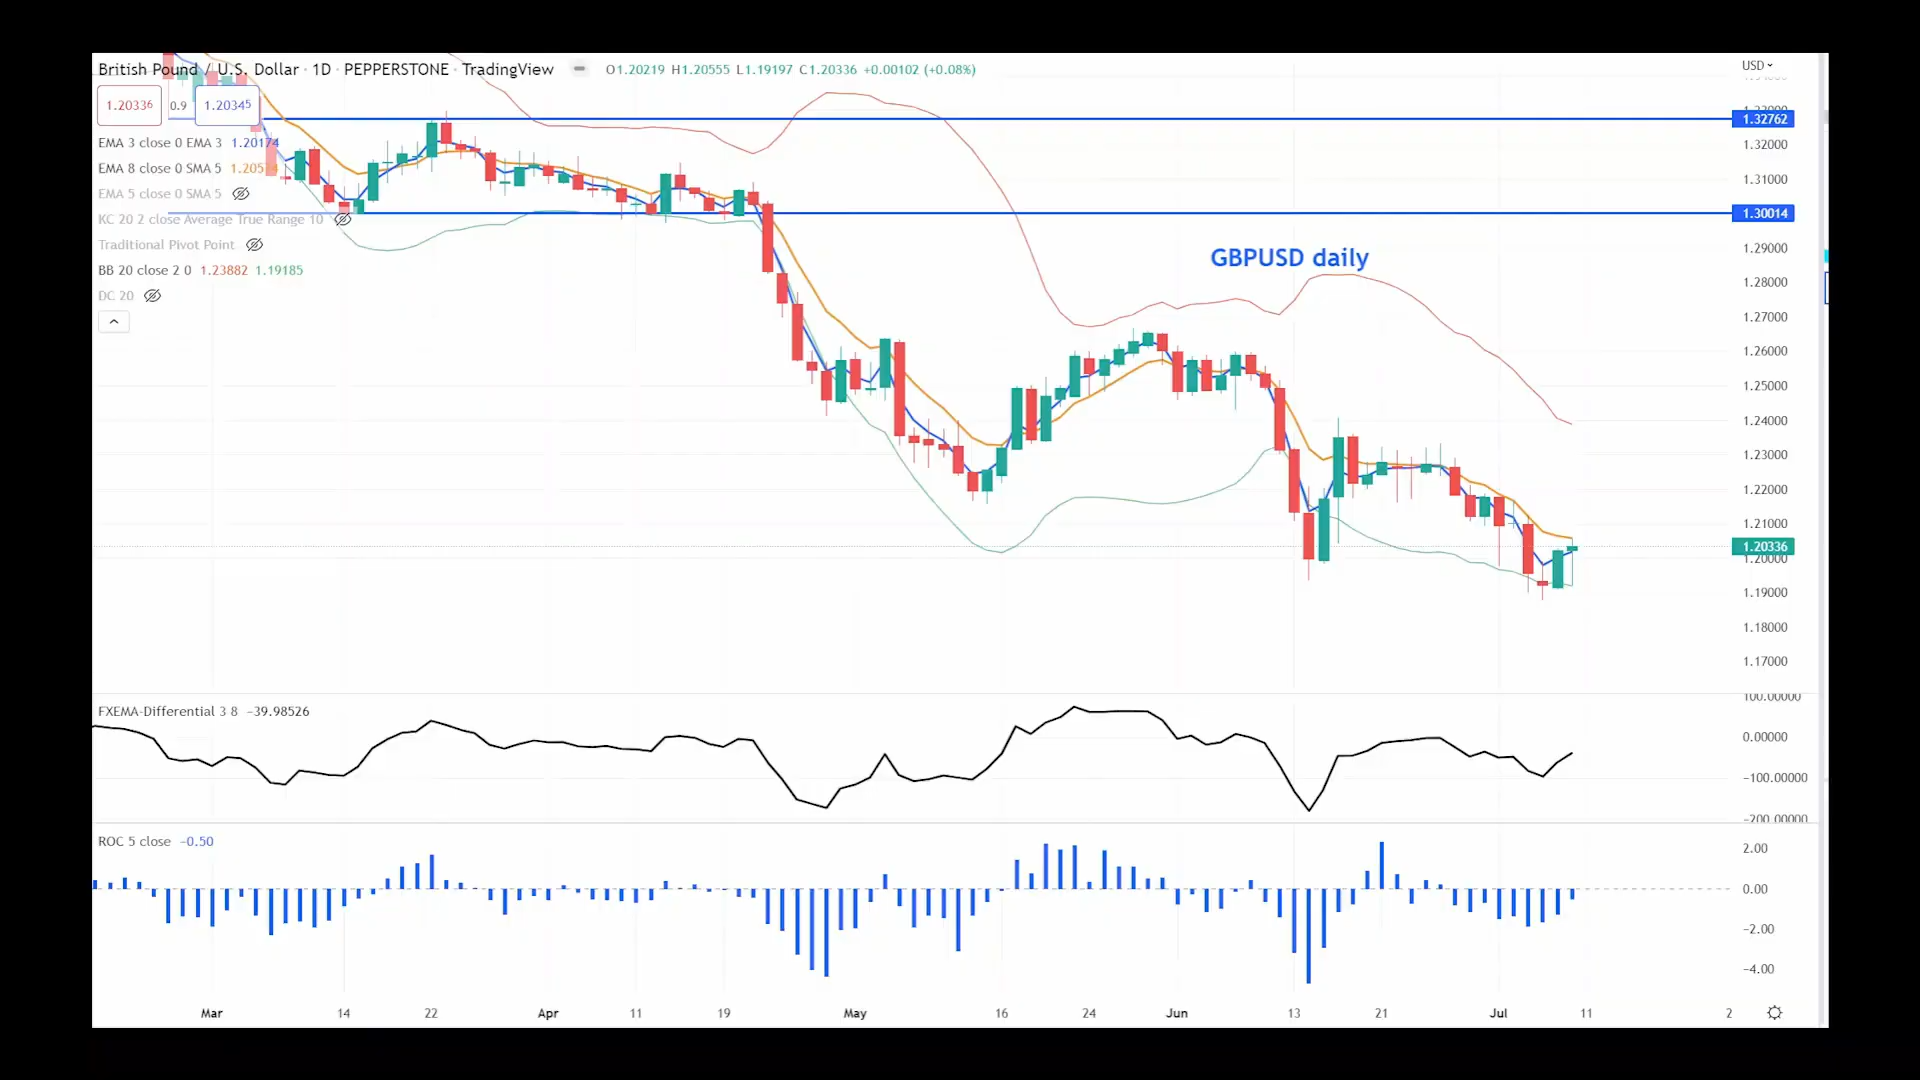 British Pound / U.S. Dollar · 1D · PEPPERSTONE · TradingView O1.20219 H1.20555 L1.19197 C1.20336 +0.00102 (+0.08%)
USD
1.20336 0.9 1.20345
EMA 3 close 0 EMA 3 1.20174
EMA 8 close 0 SMA 5
EMA 5 close 0 SMA 5
KC 20 2 close Average True Range 10
Traditional Pivot Point
BB 20 close 2 0 1.23882 1.19185
DC 20
GBPUSD daily
1.32762
1.32000
1.31000
1.30014
1.29000
1.28000
1.27000
1.26000
1.25000
1.24000
1.23000
1.22000
1.21000
1.20336
1.20000
1.19000
1.18000
1.17000
FXEMA-Differential 3 8 −39.98526
100.00000
0.00000
−100.00000
−200.00000
ROC 5 close −0.50
2.00
0.00
−2.00
−4.00
Mar 14 22 Apr 11 19 May 16 24 Jun 13 21 Jul 11 2